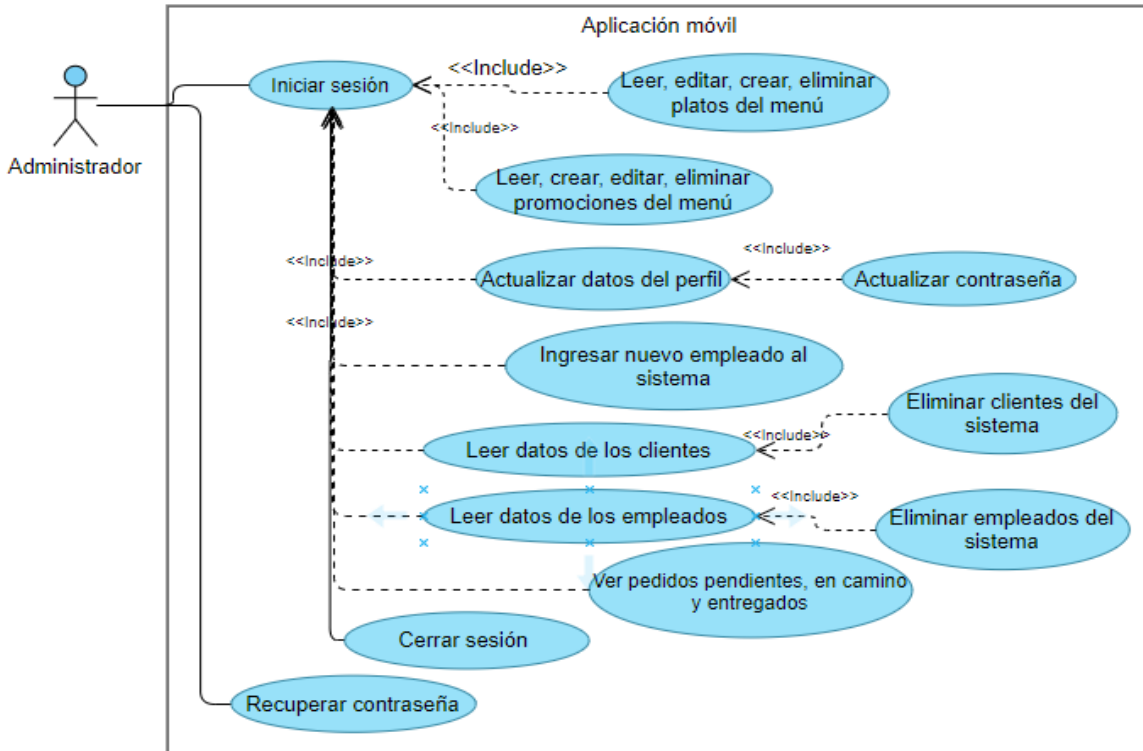 Aplicación móvil
Administrador
Iniciar sesión
<<Include>>
Leer, editar, crear, eliminar
platos del menú
<<Include>>
Leer, crear, editar, eliminar
promociones del menú
<<Include>>
Actualizar datos del perfil
<<Include>>
Actualizar contraseña
<<Include>>
Ingresar nuevo empleado al
sistema
Leer datos de los clientes
<<Include>>
Eliminar clientes del
sistema
Leer datos de los empleados
<<Include>>
Eliminar empleados del
sistema
Ver pedidos pendientes, en camino
y entregados
Cerrar sesión
Recuperar contraseña